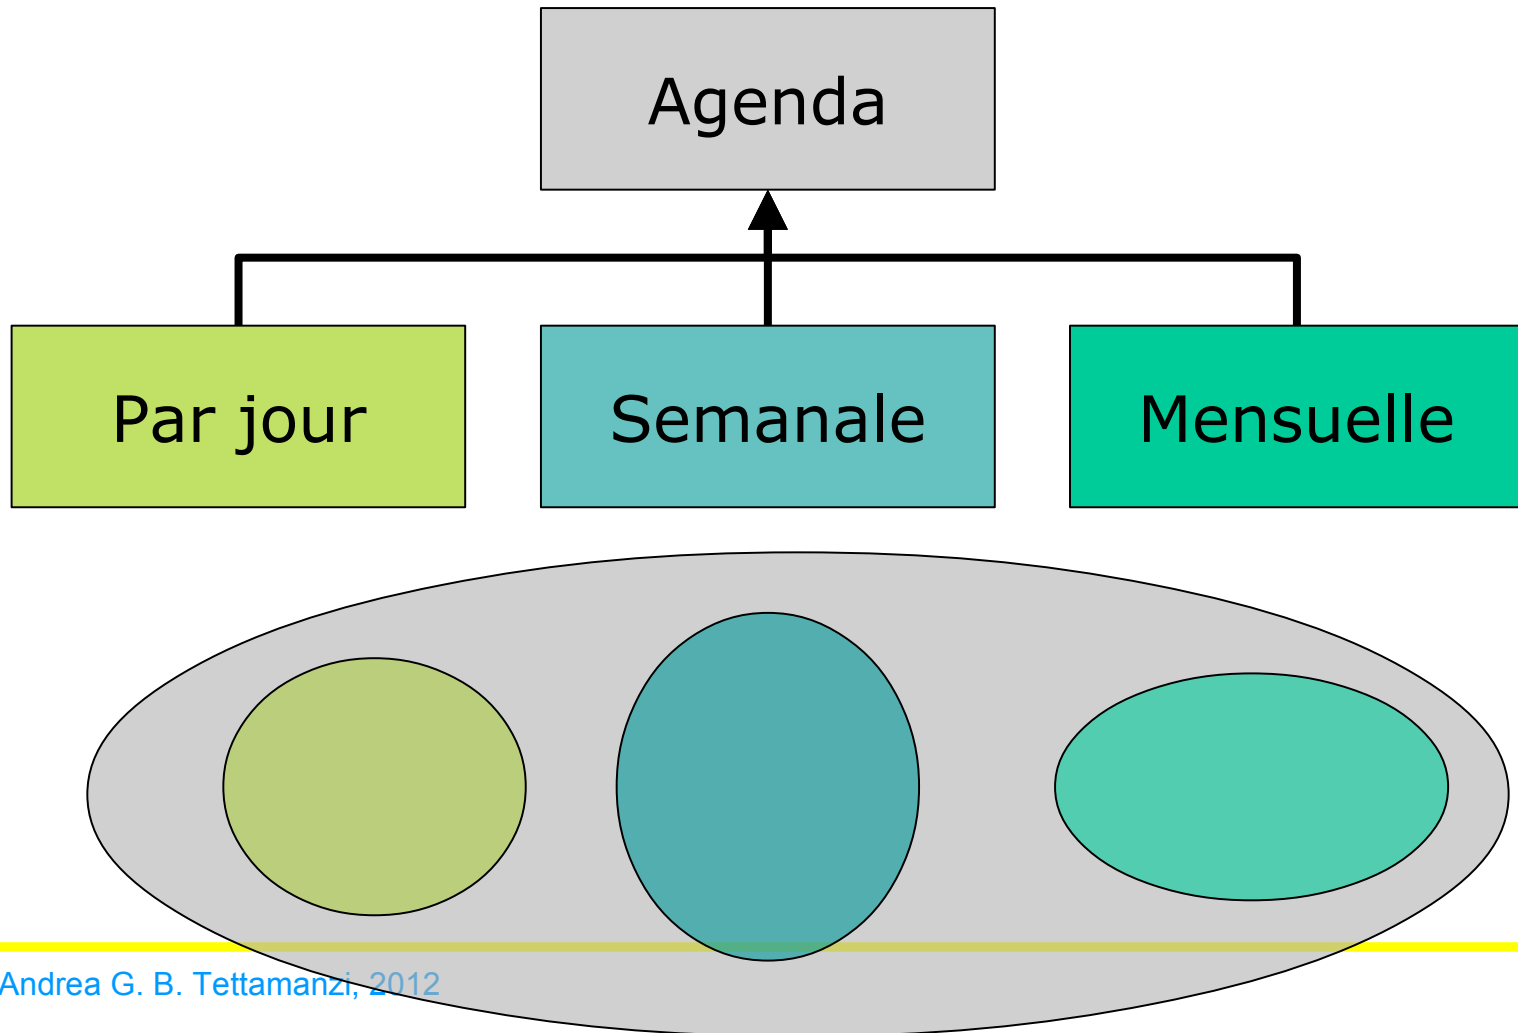 Agenda
Par jour
Semanale
Mensuelle
Andrea G. B. Tettamanzi, 2012